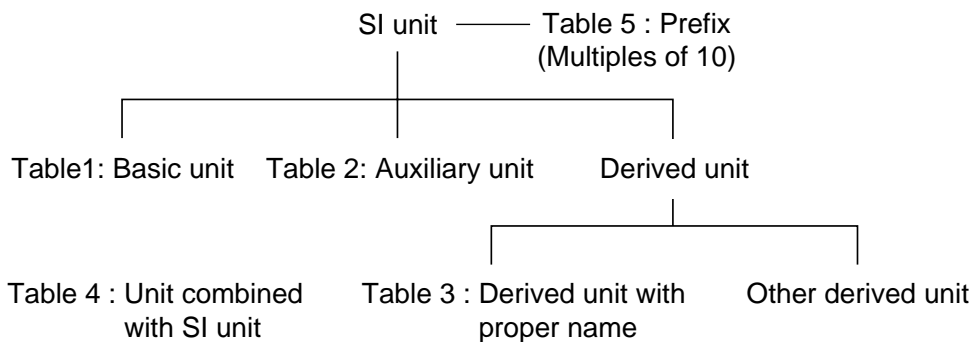 SI unit
Table 5 : Prefix
(Multiples of 10)
Table1: Basic unit
Table 2: Auxiliary unit
Derived unit
Table 4 : Unit combined
with SI unit
Table 3 : Derived unit with
proper name
Other derived unit